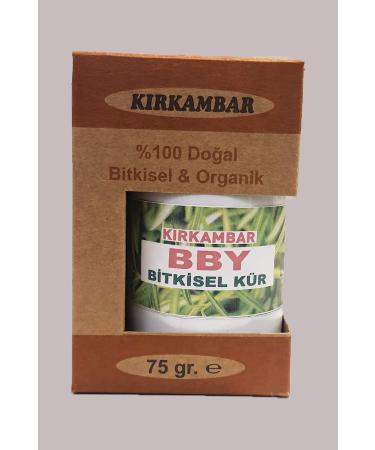 KIRKAMBAR
%100 Doğal
Bitkisel & Organik
KIRKAMBAR
BBY
BİTKİSEL KÜR
75 gr. ℮